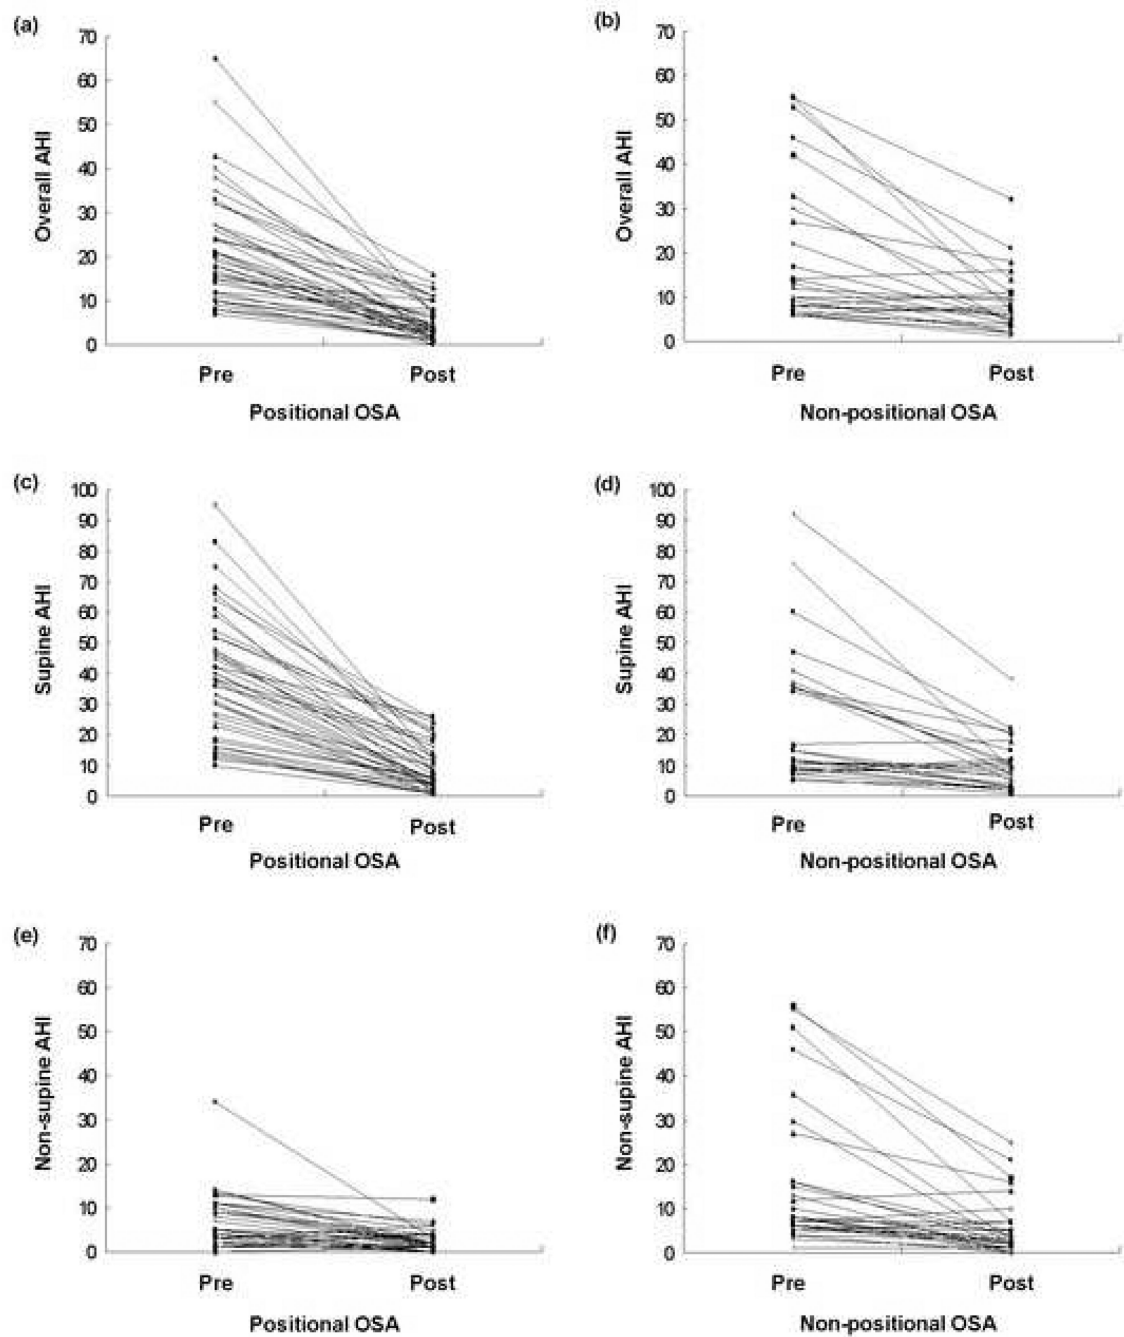 (a)
70
60
50
40
30
20
10
0
Overall AHI
Pre Post
Positional OSA
(b)
70
60
50
40
30
20
10
0
Overall AHI
Pre Post
Non-positional OSA
(c)
100
90
80
70
60
50
40
30
20
10
0
Supine AHI
Pre Post
Positional OSA
(d)
100
90
80
70
60
50
40
30
20
10
0
Supine AHI
Pre Post
Non-positional OSA
(e)
70
60
50
40
30
20
10
0
Non-supine AHI
Pre Post
Positional OSA
(f)
70
60
50
40
30
20
10
0
Non-supine AHI
Pre Post
Non-positional OSA